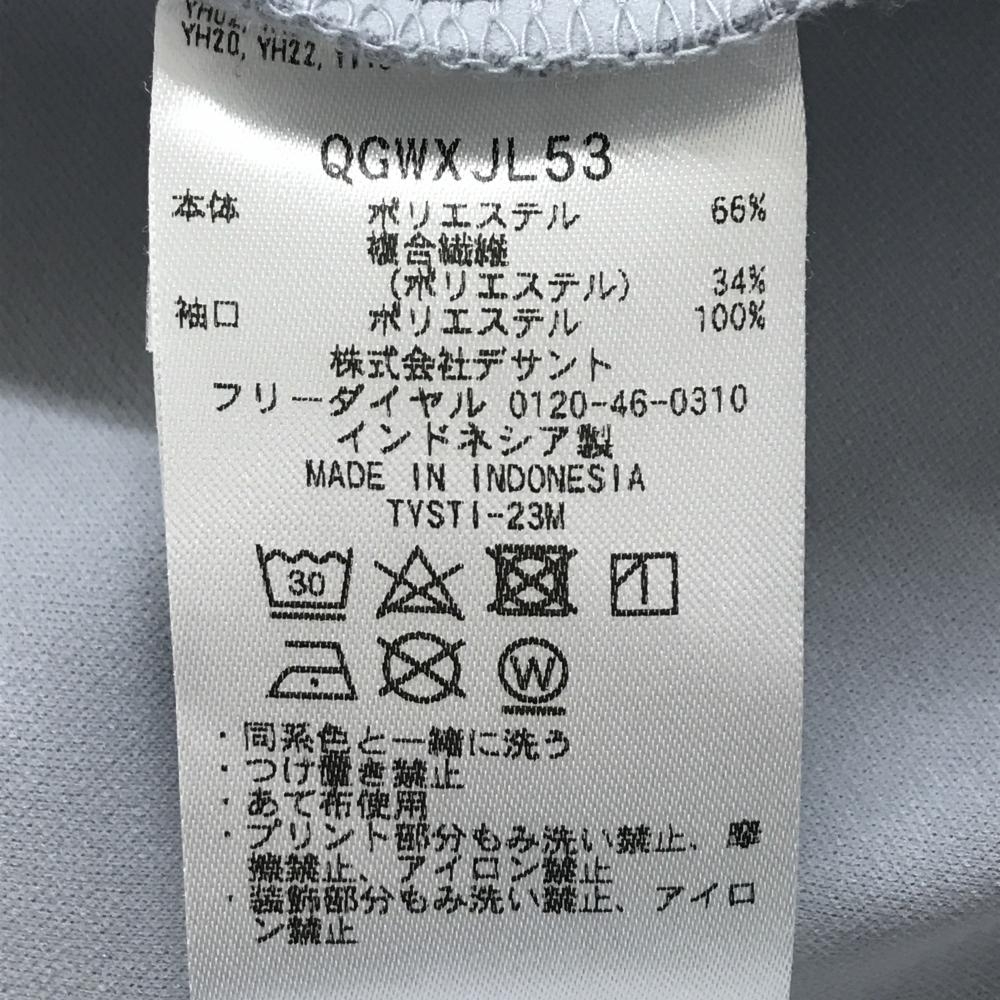 YH20, YH22,
QGWXJL53
本体 ポリエステル 66%
複合繊維
(ポリエステル) 34%
袖口 ポリエステル 100%
株式会社デサント
フリーダイヤル 0120-46-0310
インドネシア製
MADE IN INDONESIA
TYSTI-23M
30
W
・同系色と一緒に洗う
・つけ置き禁止
・あて布使用
・プリント部分もみ洗い禁止、摩
擦禁止、アイロン禁止
・装飾部分もみ洗い禁止、アイロ
ン禁止